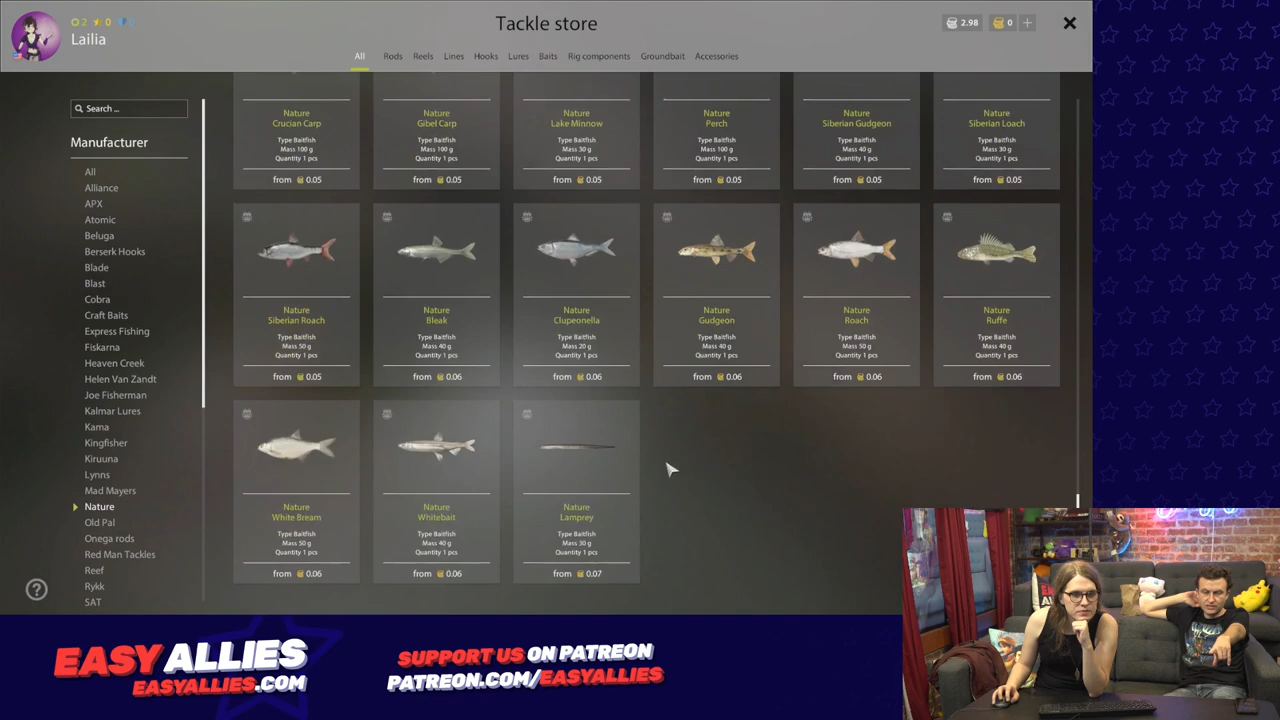 2 0 0
Lailia
Tackle store
2.98 0 +
All Rods Reels Lines Hooks Lures Baits Rig components Groundbait Accessories
Search ...
Manufacturer
All
Alliance
APX
Atomic
Beluga
Berserk Hooks
Blade
Blast
Cobra
Craft Baits
Express Fishing
Fiskarna
Heaven Creek
Helen Van Zandt
Joe Fisherman
Kalmar Lures
Kama
Kingfisher
Kiruuna
Lynns
Mad Mayers
Nature
Old Pal
Onega rods
Red Man Tackles
Reef
Rykk
SAT
Nature
Crucian Carp
Type Baitfish
Mass 100 g
Quantity 1 pcs
from 0.05
Nature
Gibel Carp
Type Baitfish
Mass 100 g
Quantity 1 pcs
from 0.05
Nature
Lake Minnow
Type Baitfish
Mass 30 g
Quantity 1 pcs
from 0.05
Nature
Perch
Type Baitfish
Mass 100 g
Quantity 1 pcs
from 0.05
Nature
Siberian Gudgeon
Type Baitfish
Mass 40 g
Quantity 1 pcs
from 0.05
Nature
Siberian Loach
Type Baitfish
Mass 30 g
Quantity 1 pcs
from 0.05
Nature
Siberian Roach
Type Baitfish
Mass 50 g
Quantity 1 pcs
from 0.05
Nature
Bleak
Type Baitfish
Mass 40 g
Quantity 1 pcs
from 0.06
Nature
Clupeonella
Type Baitfish
Mass 20 g
Quantity 1 pcs
from 0.06
Nature
Gudgeon
Type Baitfish
Mass 40 g
Quantity 1 pcs
from 0.06
Nature
Roach
Type Baitfish
Mass 50 g
Quantity 1 pcs
from 0.06
Nature
Ruffe
Type Baitfish
Mass 40 g
Quantity 1 pcs
from 0.06
Nature
White Bream
Type Baitfish
Mass 50 g
Quantity 1 pcs
from 0.06
Nature
Whitebait
Type Baitfish
Mass 40 g
Quantity 1 pcs
from 0.06
Nature
Lamprey
Type Baitfish
Mass 30 g
Quantity 1 pcs
from 0.07
?
EASY ALLIES
EASYALLIES.COM
SUPPORT US ON PATREON
PATREON.COM/EASYALLIES